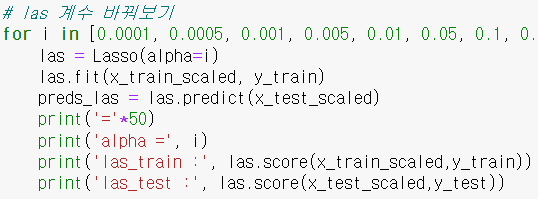 # las 계수 바꿔보기
for i in [0.0001, 0.0005, 0.001, 0.005, 0.01, 0.05, 0.1, 0.
las = Lasso(alpha=i)
las.fit(x_train_scaled, y_train)
preds_las = las.predict(x_test_scaled)
print('='*50)
print('alpha =', i)
print('las_train :', las.score(x_train_scaled,y_train))
print('las_test :', las.score(x_test_scaled,y_test))